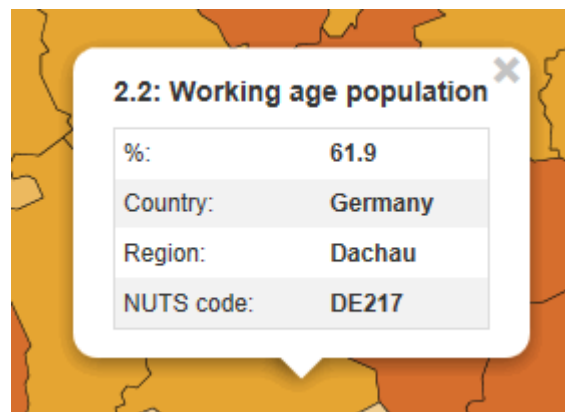 2.2: Working age population
%: 61.9
Country: Germany
Region: Dachau
NUTS code: DE217